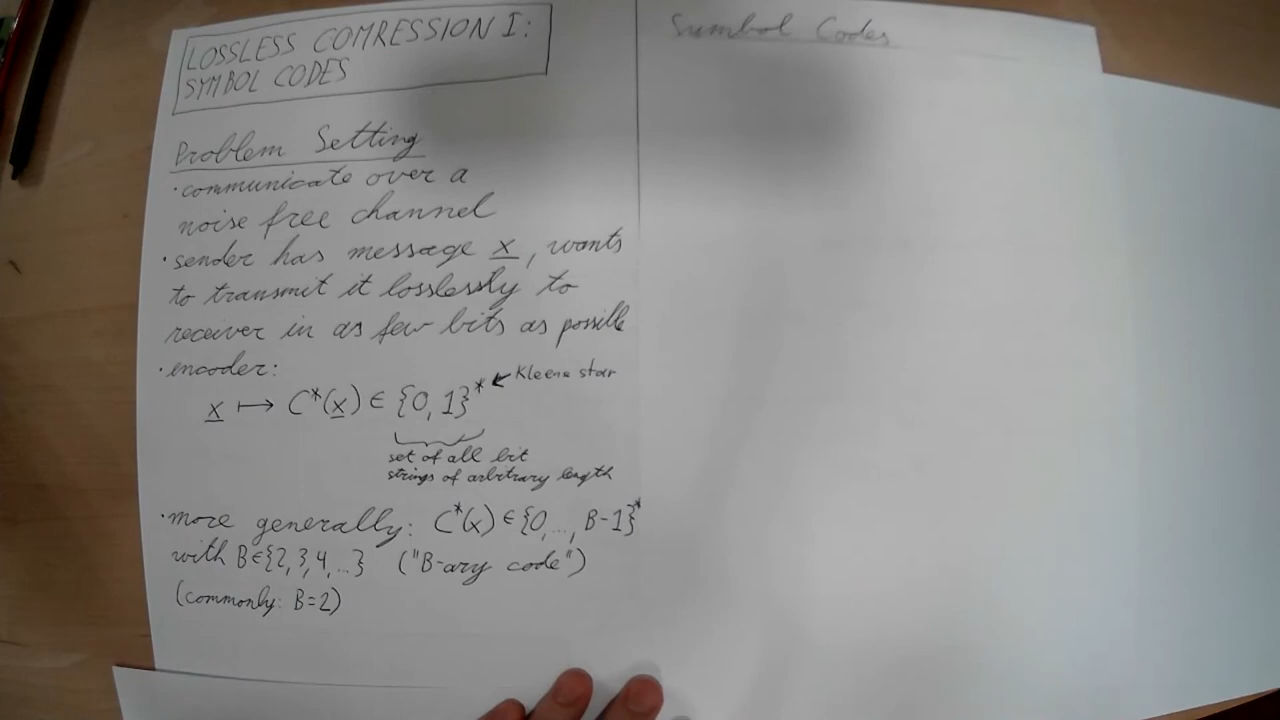 LOSSLESS COMRESSION I:
SYMBOL CODES
Problem Setting
· communicate over a
noise free channel
· sender has message x, wants
to transmit it losslessly to
receiver in as few bits as possible
· encoder:
x ↦ C*(x) ∈ {0, 1}* ← Kleene star
set of all bit
strings of arbitrary length
· more generally: C*(x) ∈ {0, ..., B-1}*
with B∈{2, 3, 4, ...} ("B-ary code")
(commonly: B=2)
Symbol Codes